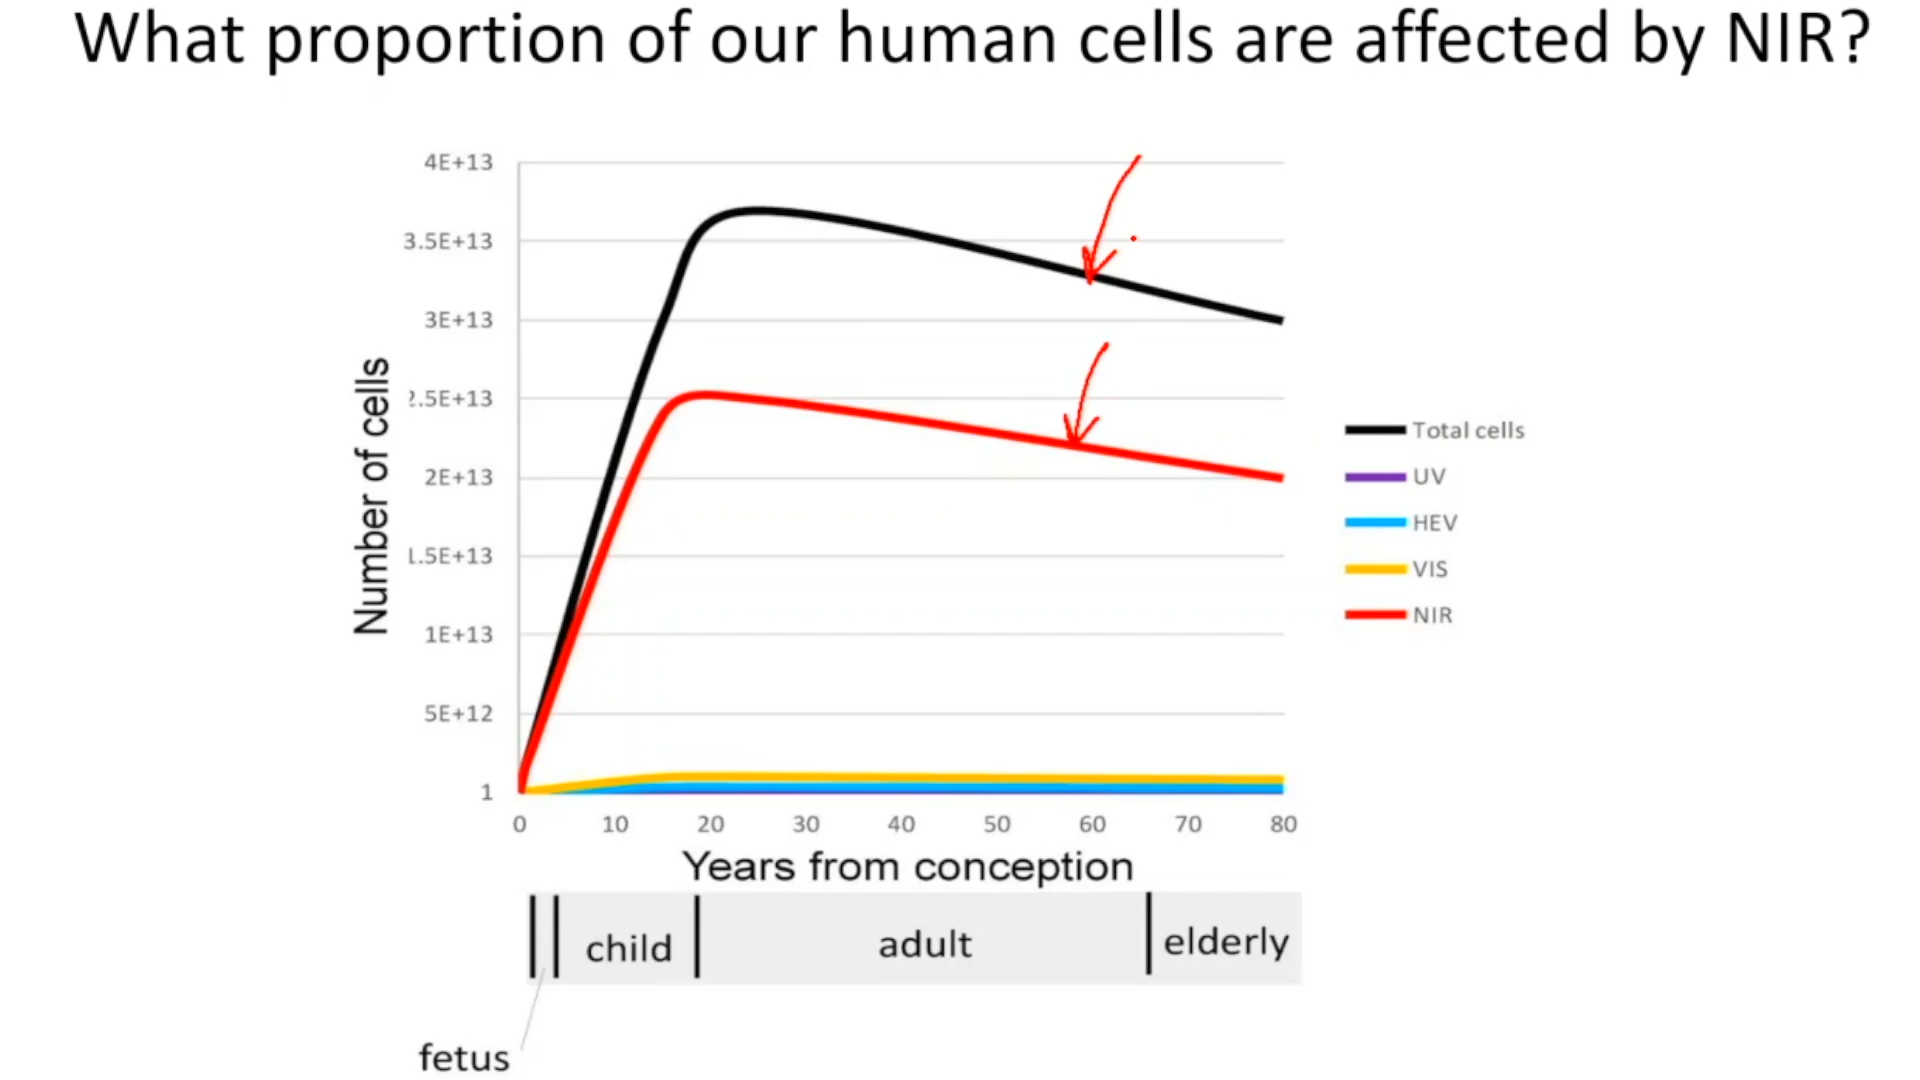 What proportion of our human cells are affected by NIR?
4E+13
3.5E+13
3E+13
2.5E+13
2E+13
1.5E+13
1E+13
5E+12
1
Number of cells
0 10 20 30 40 50 60 70 80
Years from conception
Total cells
UV
HEV
VIS
NIR
child
adult
elderly
fetus